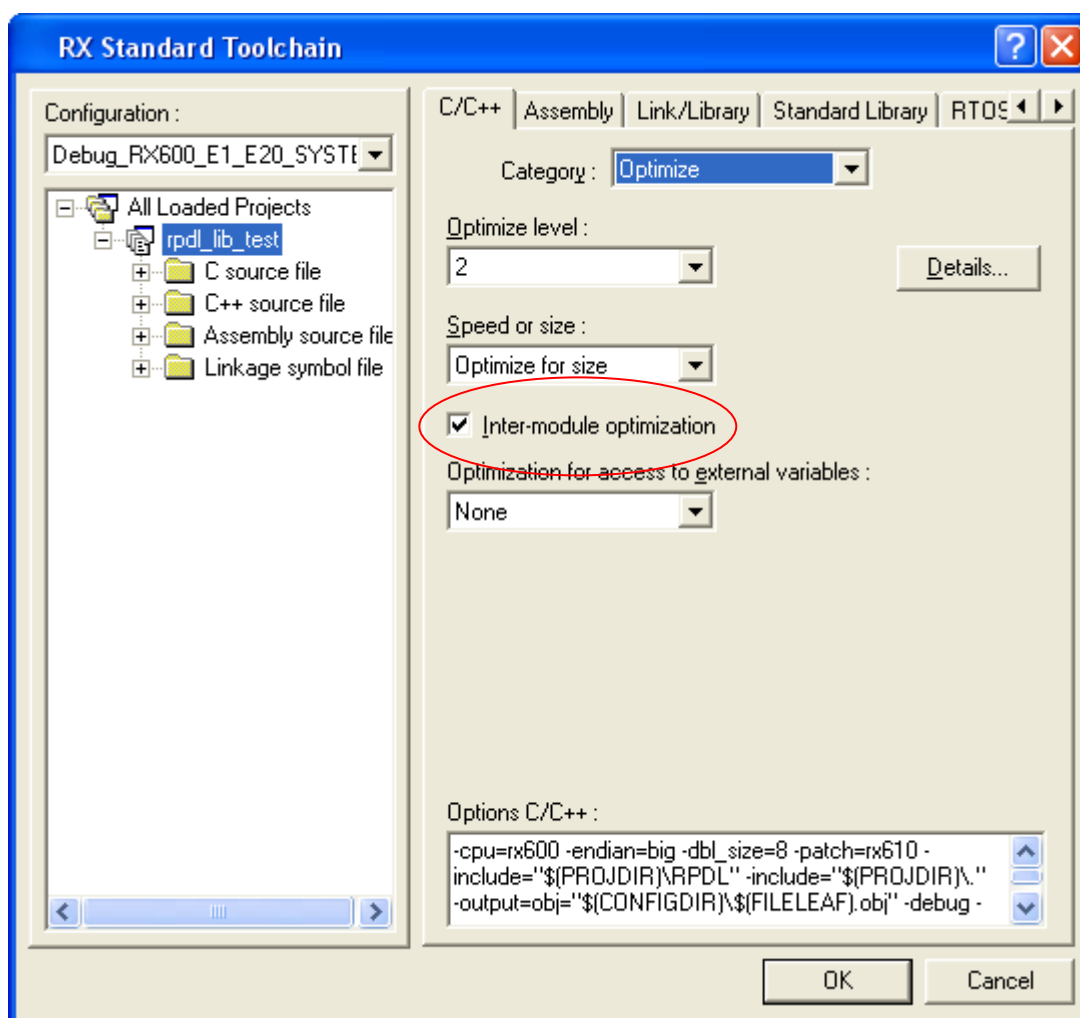 RX Standard Toolchain
Configuration :
Debug_RX600_E1_E20_SYSTE
All Loaded Projects
rpdl_lib_test
C source file
C++ source file
Assembly source file
Linkage symbol file
C/C++ Assembly Link/Library Standard Library RTOS
Category : Optimize
Optimize level :
2
Details...
Speed or size :
Optimize for size
Inter-module optimization
Optimization for access to external variables :
None
Options C/C++ :
-cpu=rx600 -endian=big -dbl_size=8 -patch=rx610 -
include="$(PROJDIR)\RPDL" -include="$(PROJDIR)\."
-output=obj="$(CONFIGDIR)\$(FILELEAF).obj" -debug -
OK Cancel